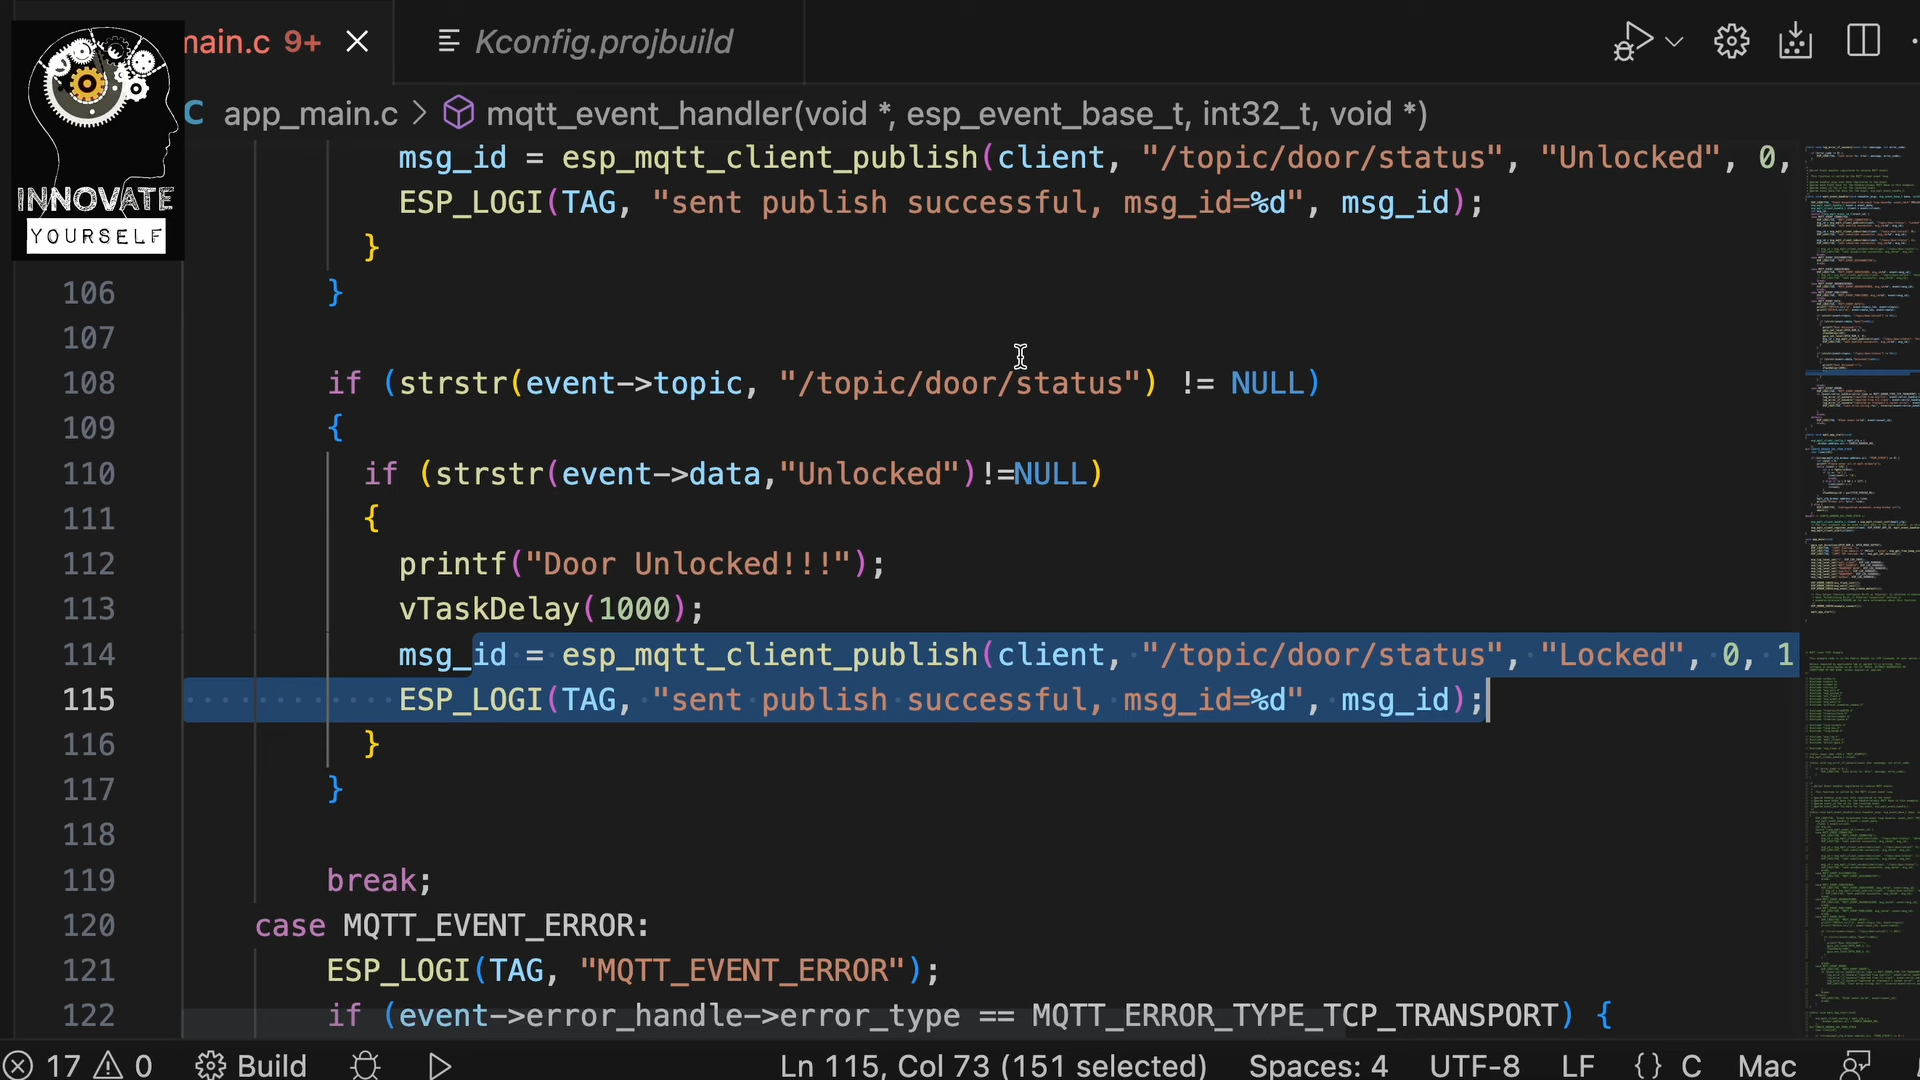 main.c 9+
Kconfig.projbuild
INNOVATE
YOURSELF
C app_main.c > mqtt_event_handler(void *, esp_event_base_t, int32_t, void *)
msg_id = esp_mqtt_client_publish(client, "/topic/door/status", "Unlocked", 0,
ESP_LOGI(TAG, "sent publish successful, msg_id=%d", msg_id);
}
106 }
107
108 if (strstr(event->topic, "/topic/door/status") != NULL)
109 {
110 if (strstr(event->data,"Unlocked")!=NULL)
111 {
112 printf("Door Unlocked!!!");
113 vTaskDelay(1000);
114 msg_id = esp_mqtt_client_publish(client, "/topic/door/status", "Locked", 0, 1
115 ESP_LOGI(TAG, "sent publish successful, msg_id=%d", msg_id);
116 }
117 }
118
119 break;
120 case MQTT_EVENT_ERROR:
121 ESP_LOGI(TAG, "MQTT_EVENT_ERROR");
122 if (event->error_handle->error_type == MQTT_ERROR_TYPE_TCP_TRANSPORT) {
17 0 Build Ln 115, Col 73 (151 selected) Spaces: 4 UTF-8 LF {} C Mac